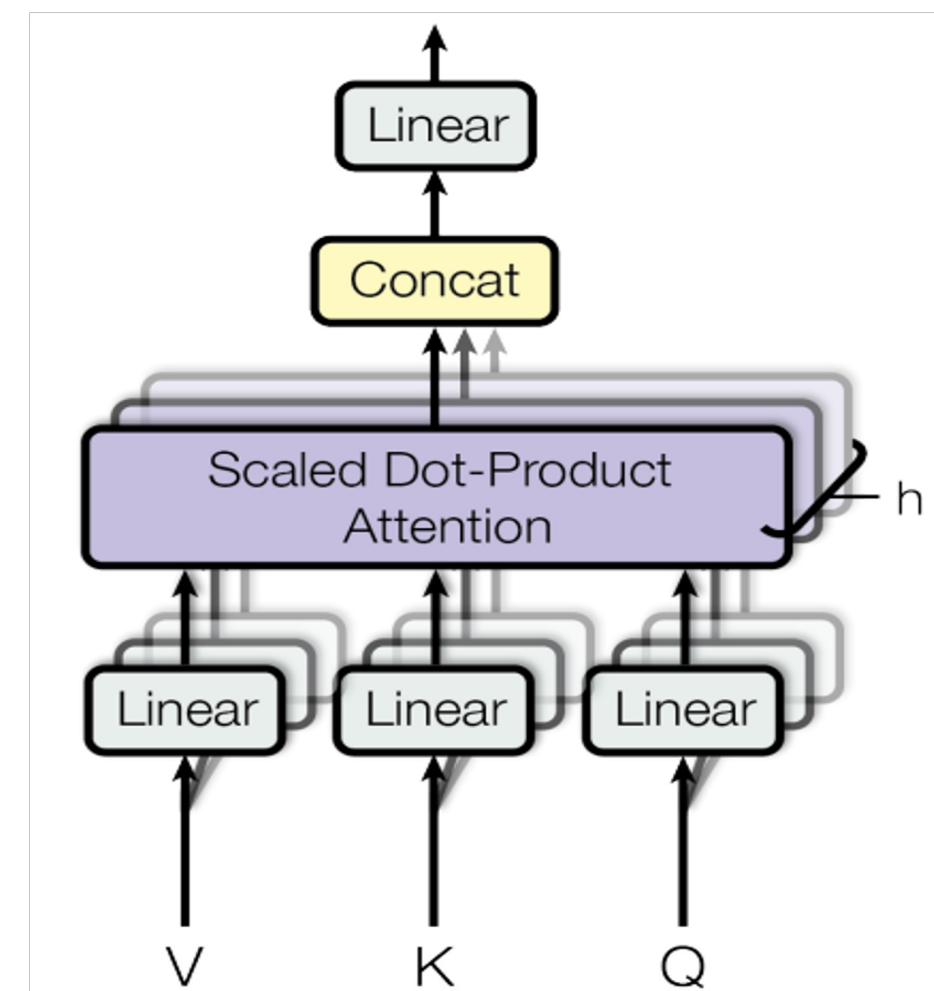 Linear
Concat
Scaled Dot-Product
Attention
h
Linear
Linear
Linear
V
K
Q